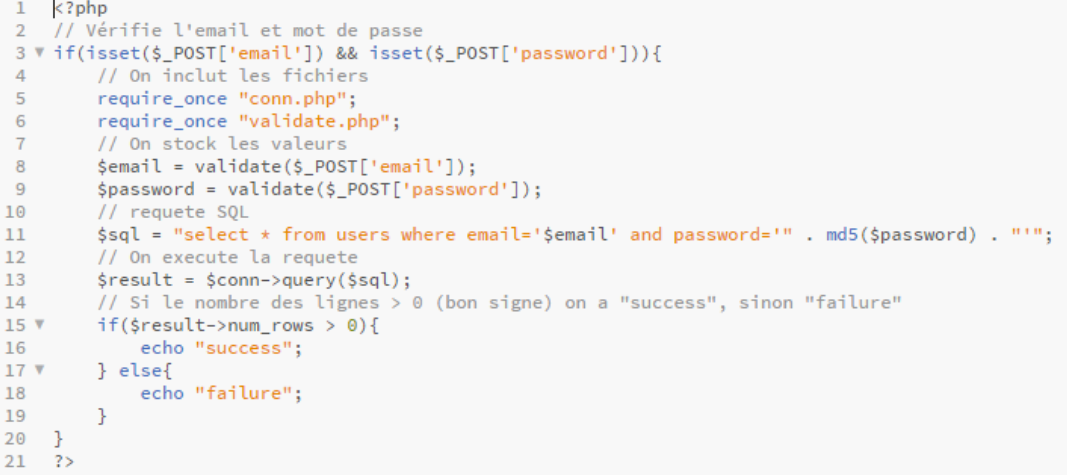 1 <?php
2 // Vérifie l'email et mot de passe
3 ▼ if(isset($_POST['email']) && isset($_POST['password'])){
4 // On inclut les fichiers
5 require_once "conn.php";
6 require_once "validate.php";
7 // On stock les valeurs
8 $email = validate($_POST['email']);
9 $password = validate($_POST['password']);
10 // requete SQL
11 $sql = "select * from users where email='$email' and password='" . md5($password) . "'";
12 // On execute la requete
13 $result = $conn->query($sql);
14 // Si le nombre des lignes > 0 (bon signe) on a "success", sinon "failure"
15 ▼ if($result->num_rows > 0){
16 echo "success";
17 ▼ } else{
18 echo "failure";
19 }
20 }
21 ?>